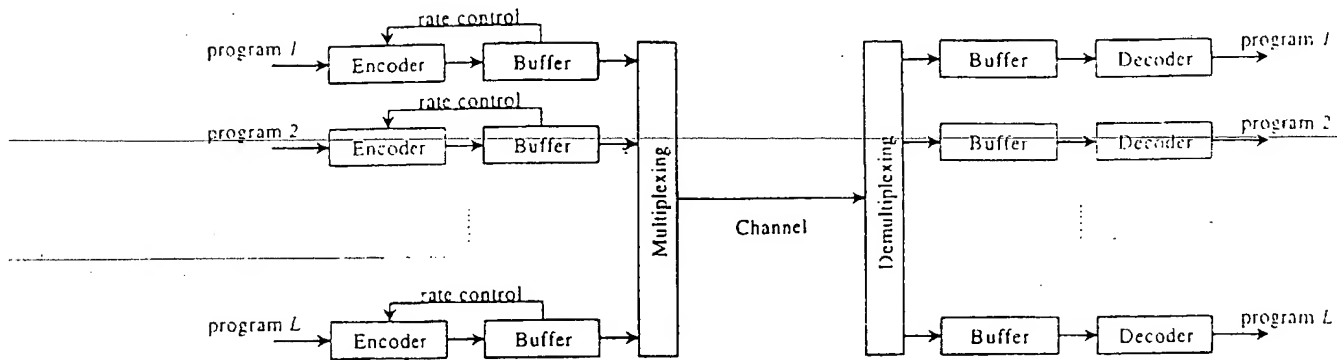 rate control
program 1
Encoder
Buffer
rate control
program 2
Encoder
Buffer
rate control
program L
Encoder
Buffer
Multiplexing
Channel
Demultiplexing
Buffer
Decoder
program 1
Buffer
Decoder
program 2
Buffer
Decoder
program L